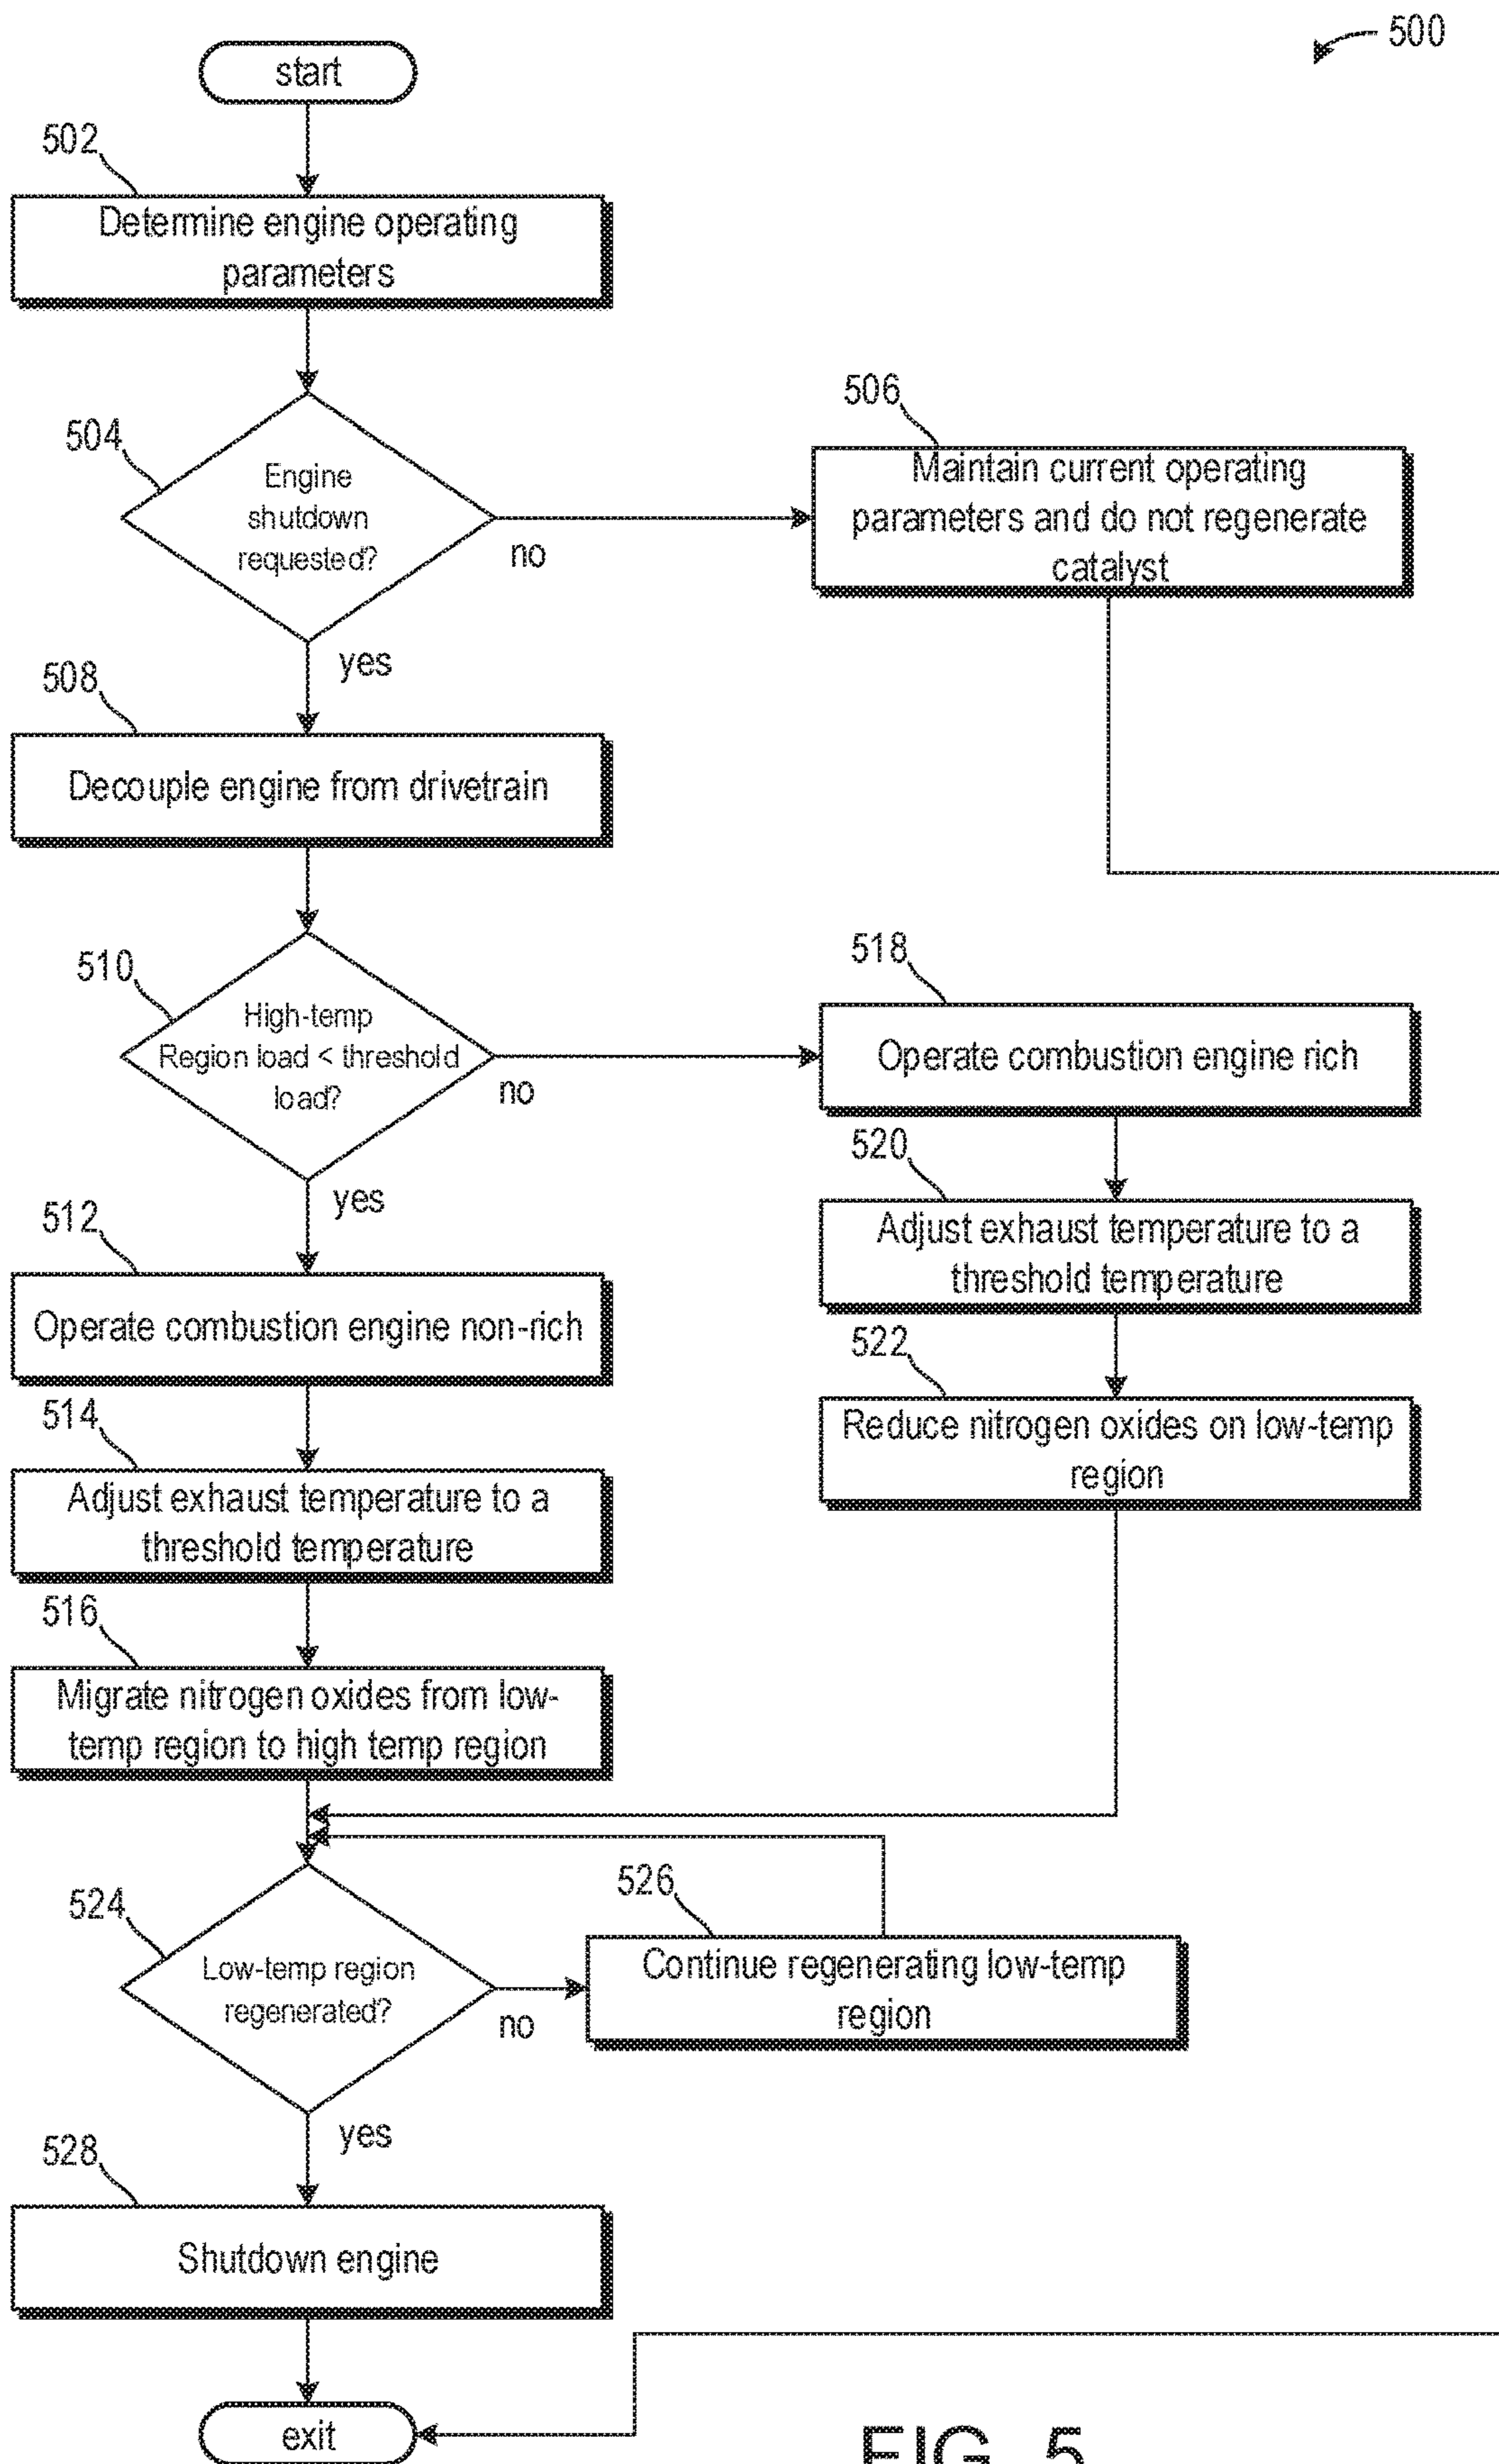 500
start
502
Determine engine operating
parameters
504
Engine
shutdown
requested?
no
yes
506
Maintain current operating
parameters and do not regenerate
catalyst
508
Decouple engine from drivetrain
510
High-temp
Region load < threshold
load?
no
yes
518
Operate combustion engine rich
520
Adjust exhaust temperature to a
threshold temperature
522
Reduce nitrogen oxides on low-temp
region
512
Operate combustion engine non-rich
514
Adjust exhaust temperature to a
threshold temperature
516
Migrate nitrogen oxides from low-
temp region to high temp region
524
Low-temp region
regenerated?
no
yes
526
Continue regenerating low-temp
region
528
Shutdown engine
exit
FIG. 5